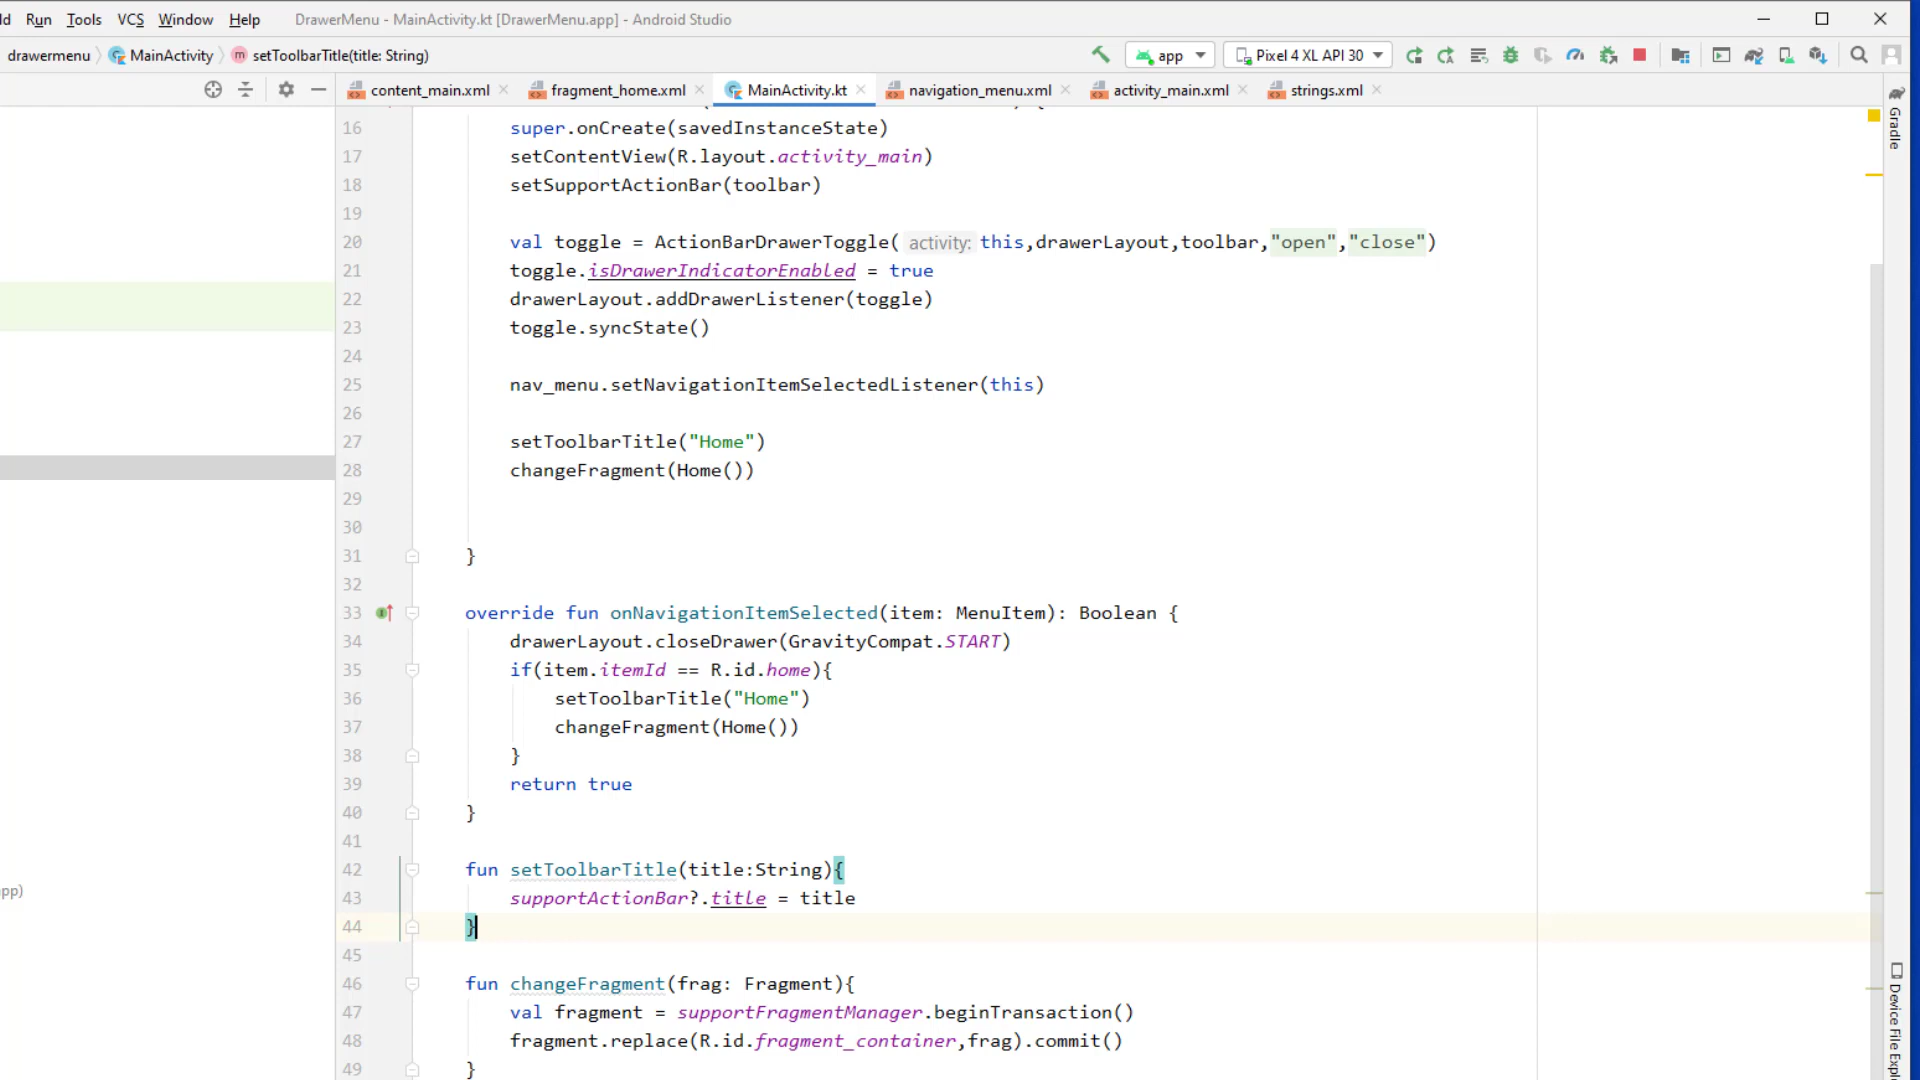 ld Run Tools VCS Window Help DrawerMenu - MainActivity.kt [DrawerMenu.app] - Android Studio
drawermenu MainActivity setToolbarTitle(title: String) app Pixel 4 XL API 30
content_main.xml fragment_home.xml MainActivity.kt navigation_menu.xml activity_main.xml strings.xml
Gradle
16 super.onCreate(savedInstanceState)
17 setContentView(R.layout.activity_main)
18 setSupportActionBar(toolbar)
19
20 val toggle = ActionBarDrawerToggle( activity: this,drawerLayout,toolbar,"open","close")
21 toggle.isDrawerIndicatorEnabled = true
22 drawerLayout.addDrawerListener(toggle)
23 toggle.syncState()
24
25 nav_menu.setNavigationItemSelectedListener(this)
26
27 setToolbarTitle("Home")
28 changeFragment(Home())
29
30
31 }
32
33 override fun onNavigationItemSelected(item: MenuItem): Boolean {
34 drawerLayout.closeDrawer(GravityCompat.START)
35 if(item.itemId == R.id.home){
36 setToolbarTitle("Home")
37 changeFragment(Home())
38 }
39 return true
40 }
41
42 fun setToolbarTitle(title:String){
pp)
43 supportActionBar?.title = title
44 }
45
46 fun changeFragment(frag: Fragment){
47 val fragment = supportFragmentManager.beginTransaction()
48 fragment.replace(R.id.fragment_container,frag).commit()
49 }
Device File Expl